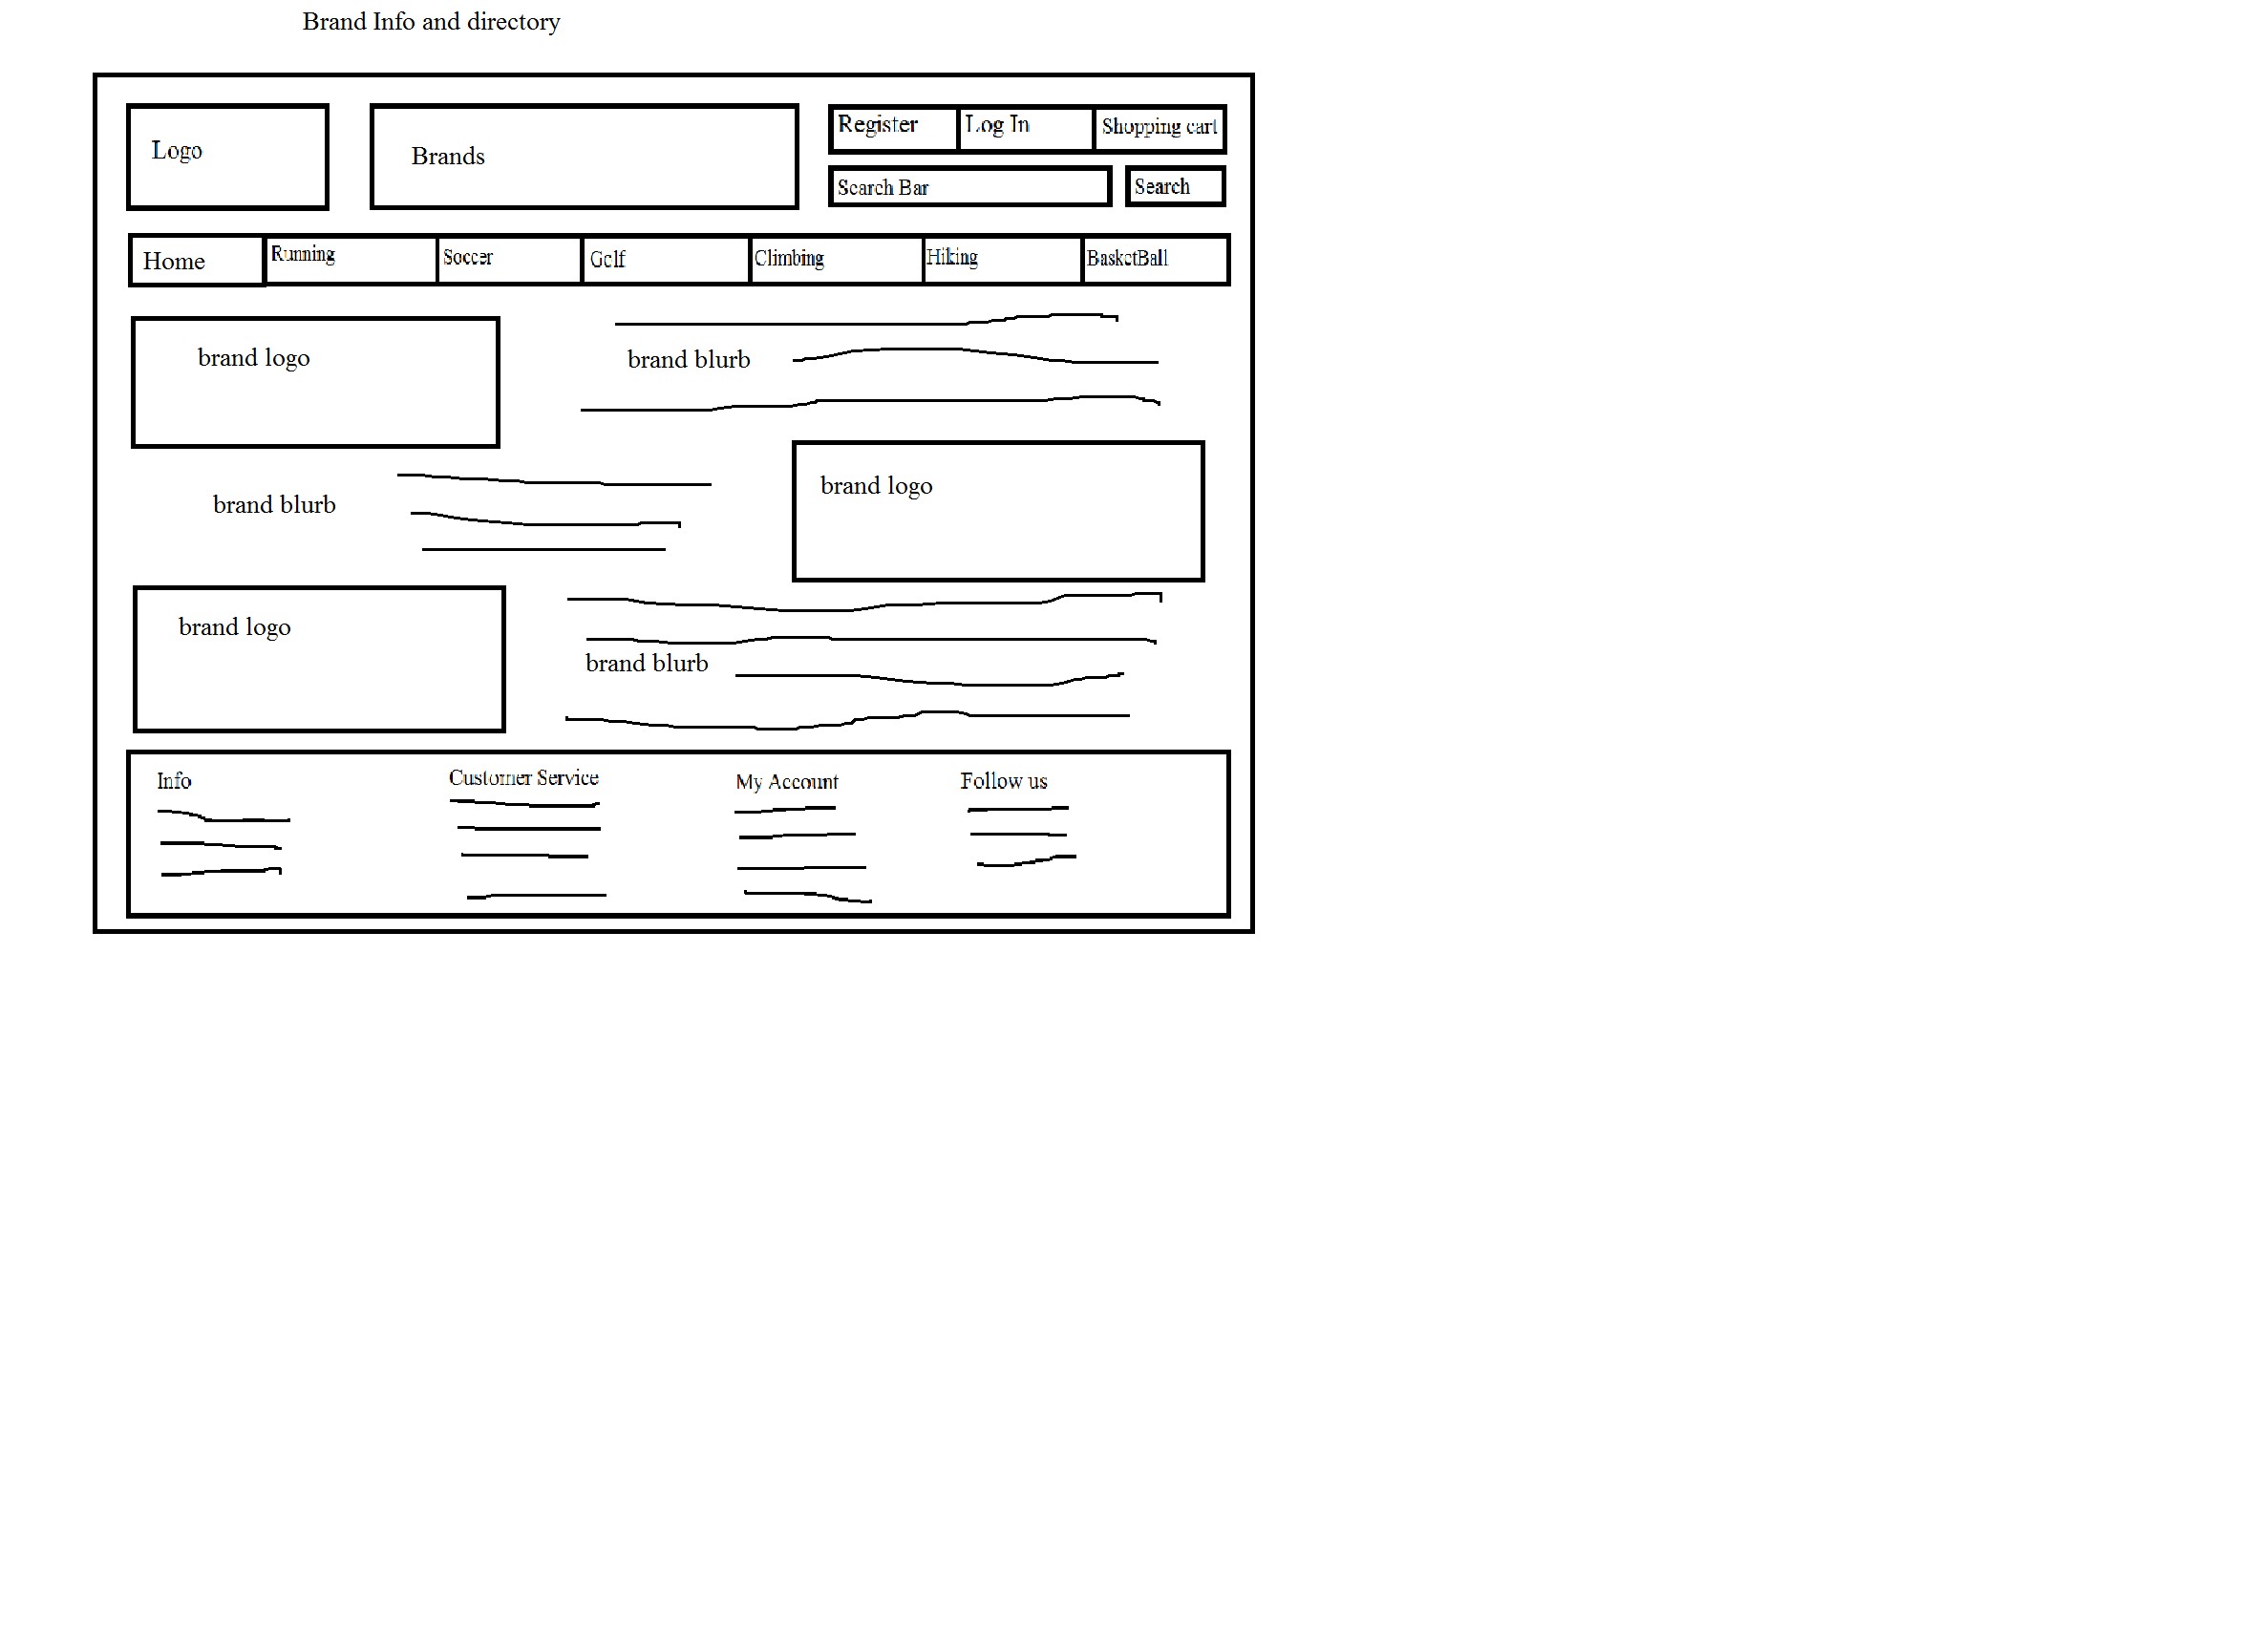 Brand Info and directory
Logo
Brands
Register
Log In
Shopping cart
Search Bar
Search
Home
Running
Soccer
Golf
Climbing
Hiking
BasketBall
brand logo
brand blurb
brand blurb
brand logo
brand logo
brand blurb
Info
Customer Service
My Account
Follow us